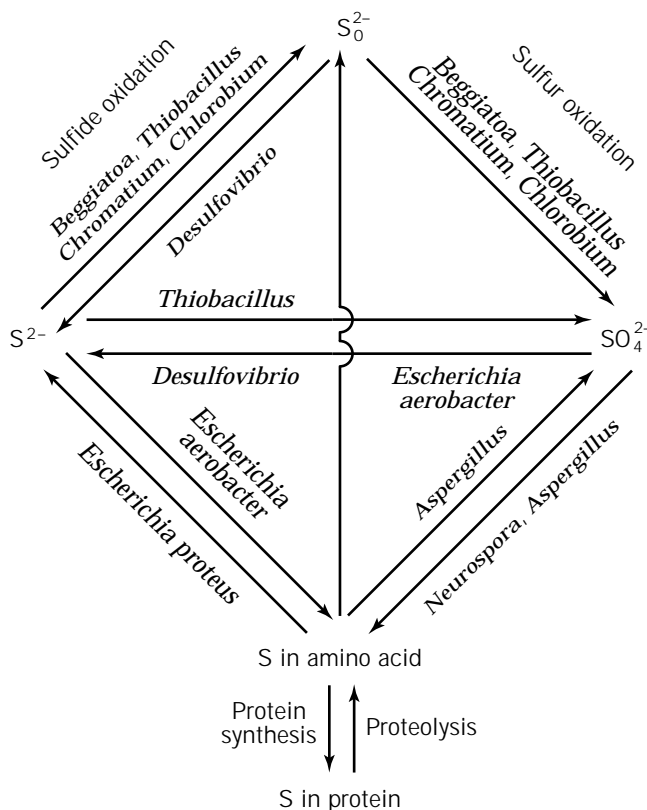 S₀²⁻
Sulfide oxidation
Beggiatoa, Thiobacillus
Chromatium, Chlorobium
Desulfovibrio
Sulfur oxidation
Beggiatoa, Thiobacillus
Chromatium, Chlorobium
Thiobacillus
S²⁻
SO₄²⁻
Desulfovibrio
Escherichia
aerobacter
Escherichia
aerobacter
Escherichia proteus
Aspergillus
Neurospora, Aspergillus
S in amino acid
Protein
synthesis
Proteolysis
S in protein